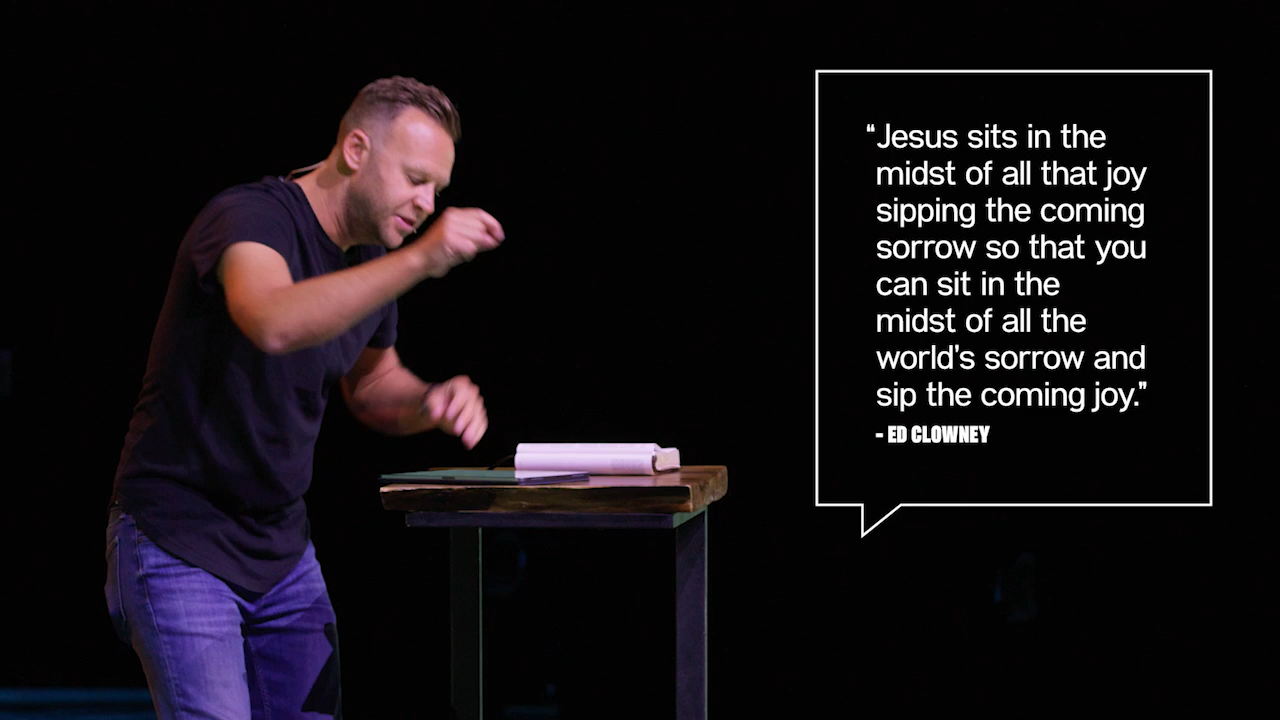 “Jesus sits in the
midst of all that joy
sipping the coming
sorrow so that you
can sit in the
midst of all the
world's sorrow and
sip the coming joy."
- ED CLOWNEY